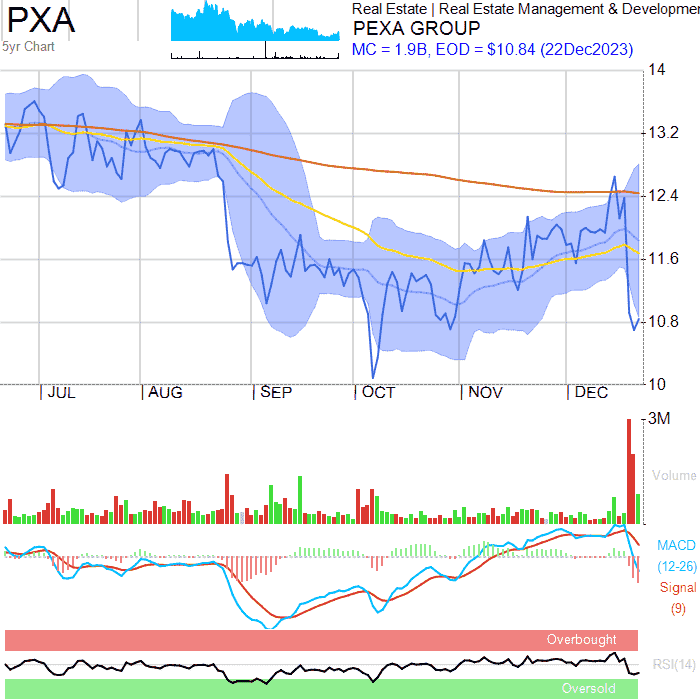 PXA
5yr Chart
Real Estate | Real Estate Management & Developmen
PEXA GROUP
MC = 1.9B, EOD = $10.84 (22Dec2023)
14
13.2
12.4
11.6
10.8
10
| JUL | AUG | SEP | OCT | NOV | DEC
3M
Volume
MACD
(12-26)
Signal
(9)
Overbought
RSI(14)
Oversold